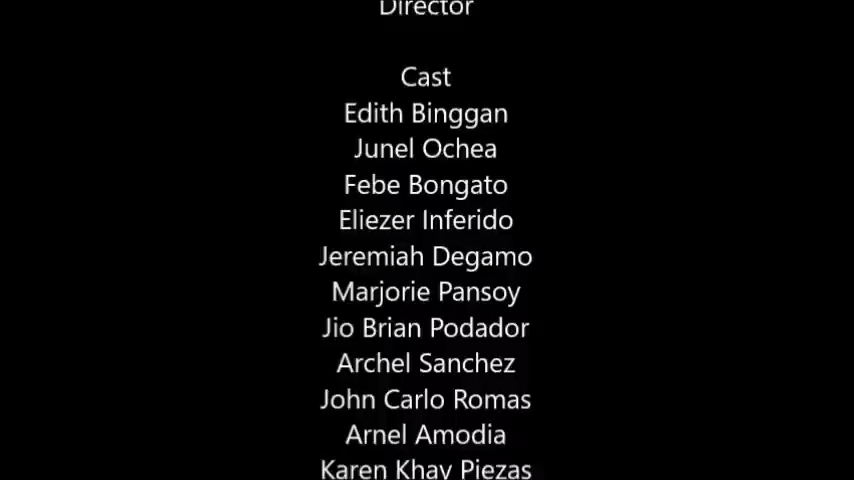 Director
Cast
Edith Binggan
Junel Ochea
Febe Bongato
Eliezer Inferido
Jeremiah Degamo
Marjorie Pansoy
Jio Brian Podador
Archel Sanchez
John Carlo Romas
Arnel Amodia
Karen Khay Piezas